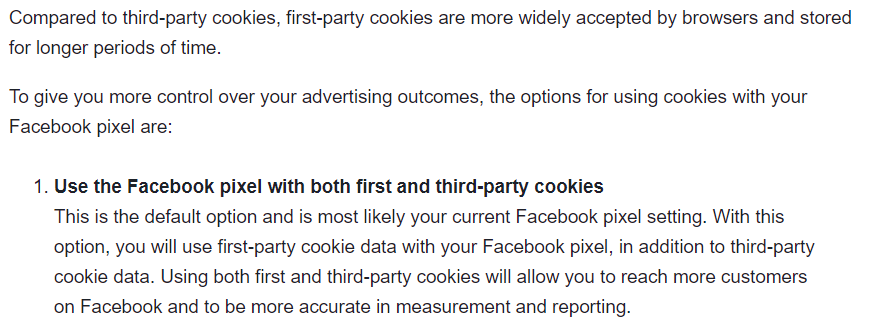 Compared to third-party cookies, first-party cookies are more widely accepted by browsers and stored
for longer periods of time.
To give you more control over your advertising outcomes, the options for using cookies with your
Facebook pixel are:
1. Use the Facebook pixel with both first and third-party cookies
This is the default option and is most likely your current Facebook pixel setting. With this
option, you will use first-party cookie data with your Facebook pixel, in addition to third-party
cookie data. Using both first and third-party cookies will allow you to reach more customers
on Facebook and to be more accurate in measurement and reporting.